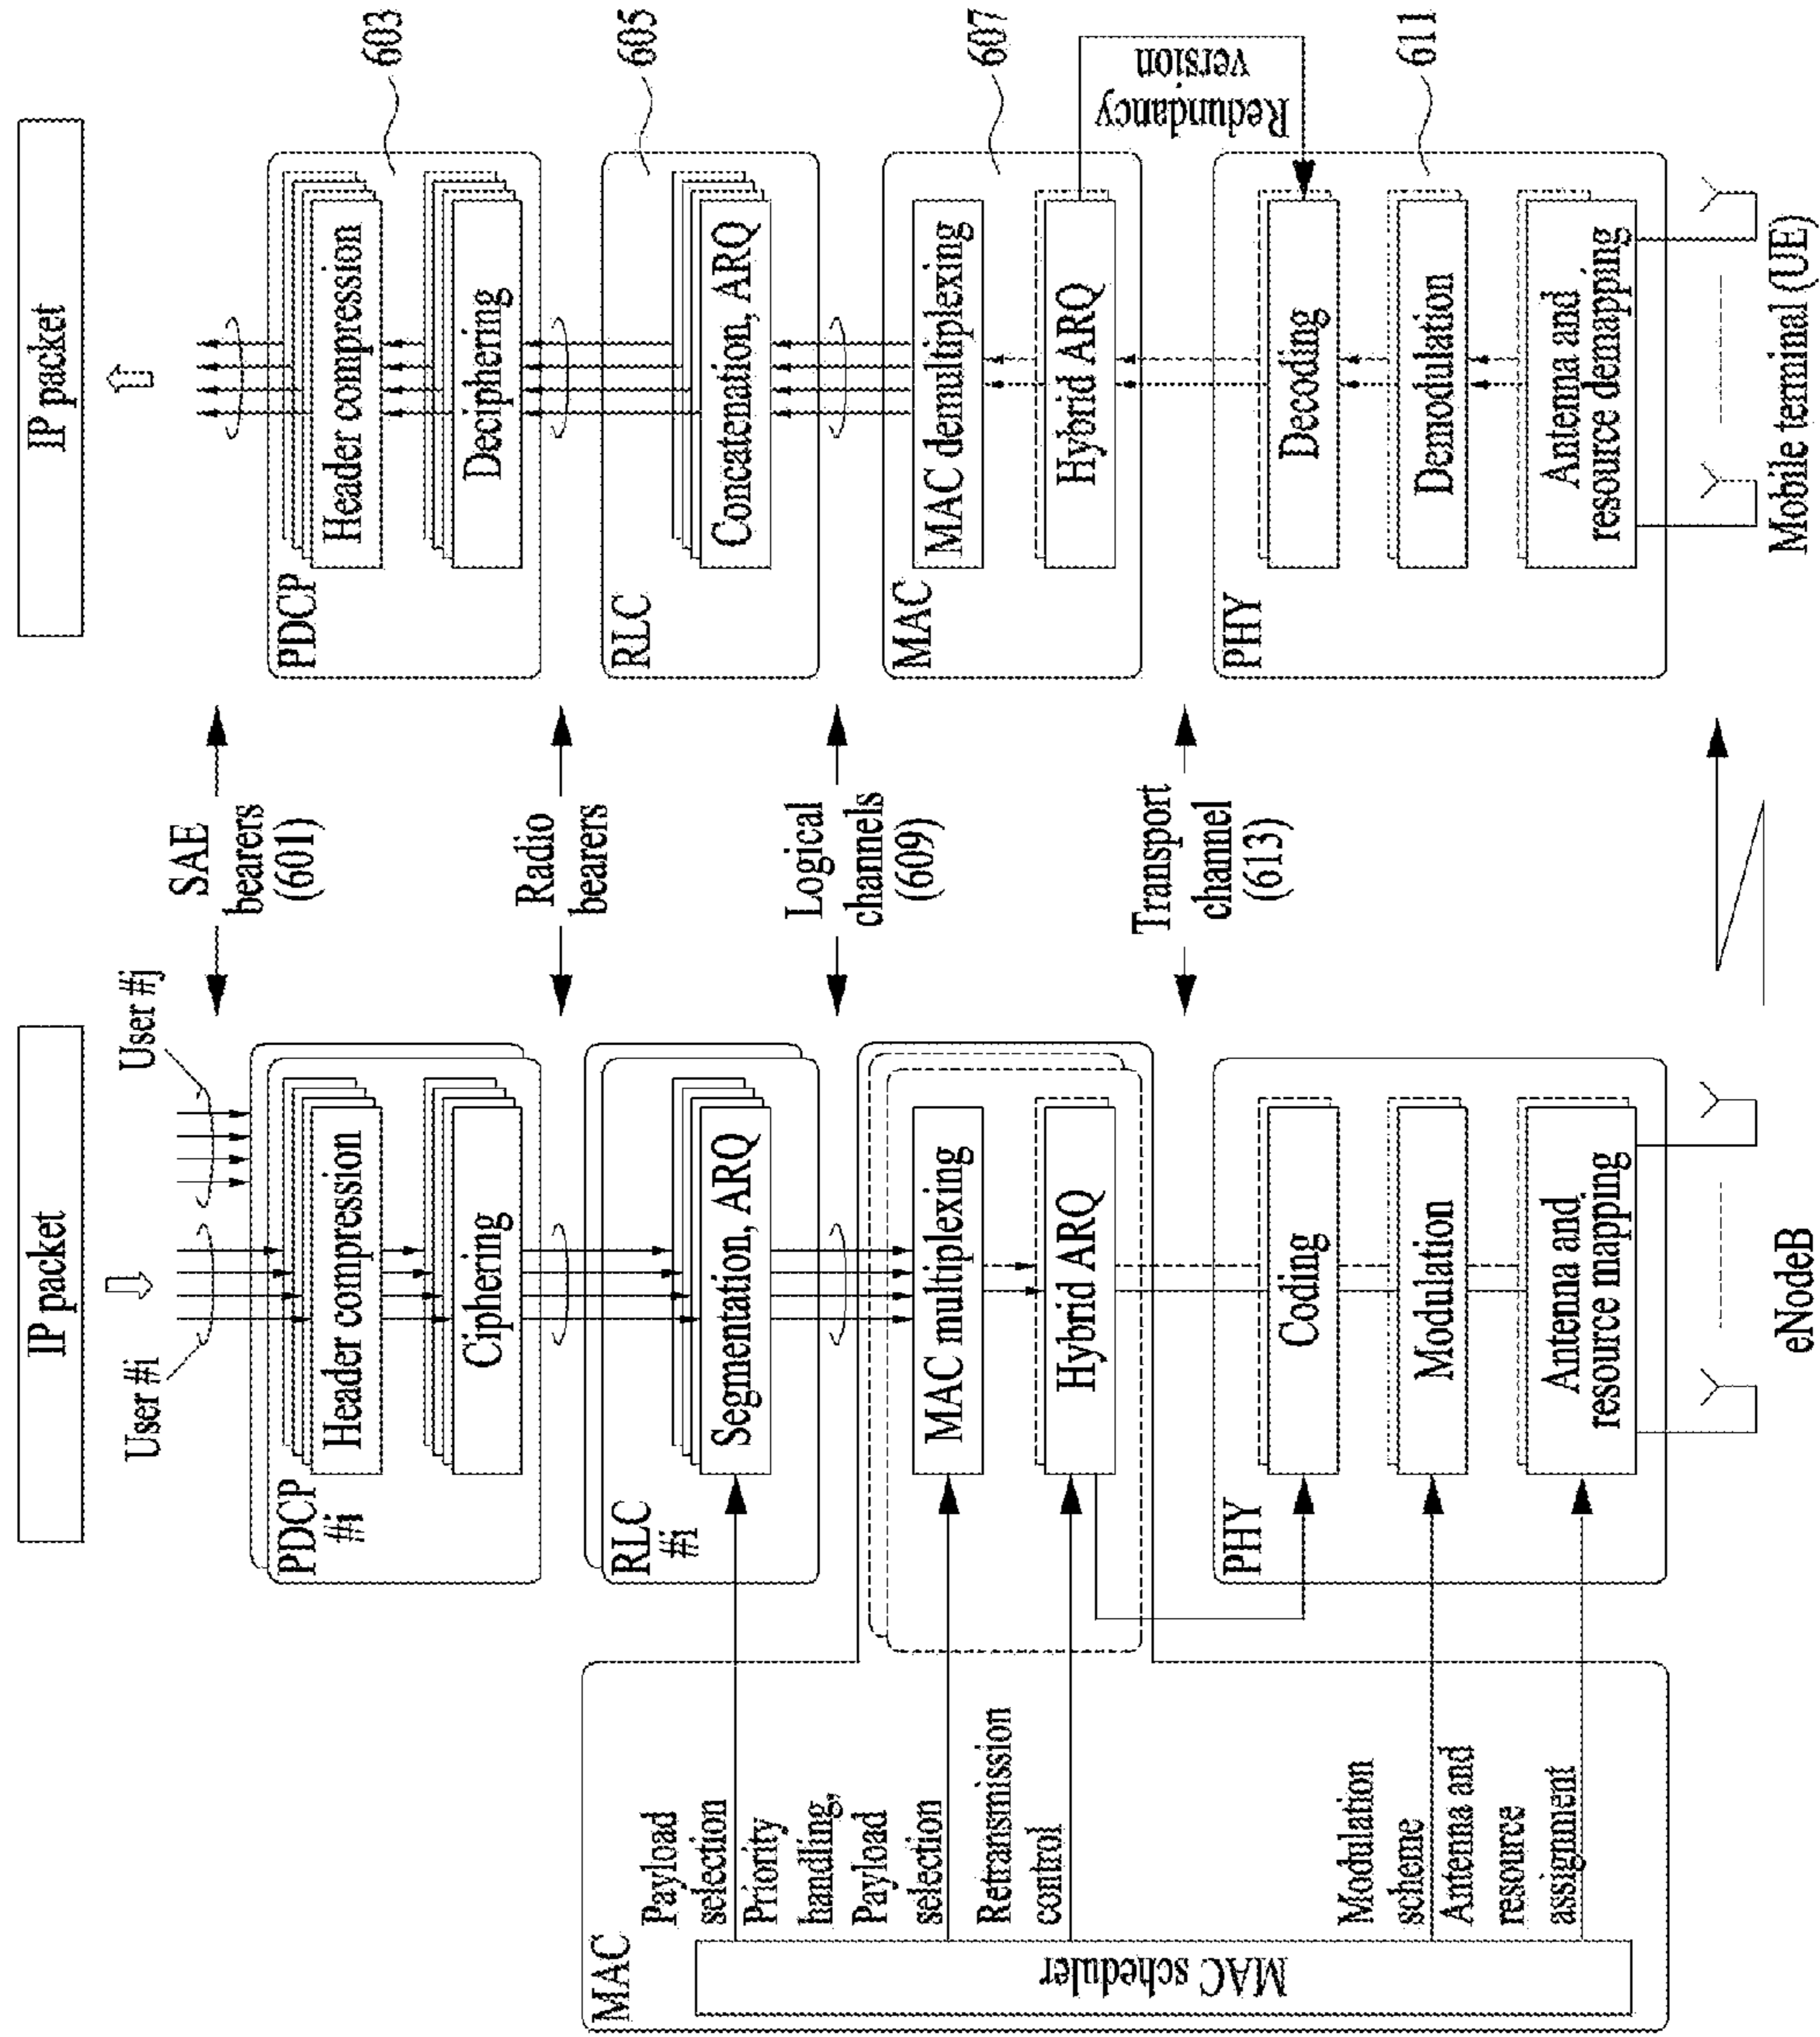 IP packet
User #i
User #j
PDCP
#i
Header compression
Ciphering
RLC
#i
Segmentation, ARQ
MAC
MAC scheduler
Payload
selection
Priority
handling,
Payload
selection
Retransmission
control
Modulation
scheme
Antenna and
resource
assignment
MAC multiplexing
Hybrid ARQ
PHY
Coding
Modulation
Antenna and
resource mapping
eNodeB
SAE
bearers
(601)
Radio
bearers
Logical
channels
(609)
Transport
channel
(613)
IP packet
PDCP
603
Header compression
Deciphering
RLC
605
Concatenation, ARQ
MAC
607
MAC demultiplexing
Hybrid ARQ
Redundancy
version
PHY
611
Decoding
Demodulation
Antenna and
resource demapping
Mobile terminal (UE)